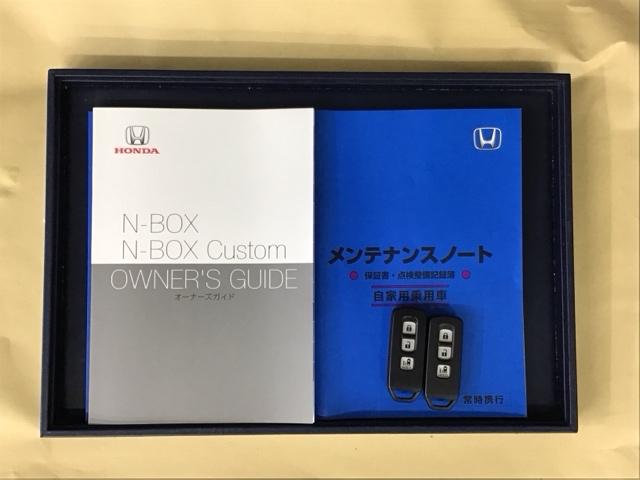 HONDA
N-BOX
N-BOX Custom
OWNER'S GUIDE
オーナーズガイド
メンテナンスノート
保証書・点検整備記録簿
自家用乗用車
常時携行